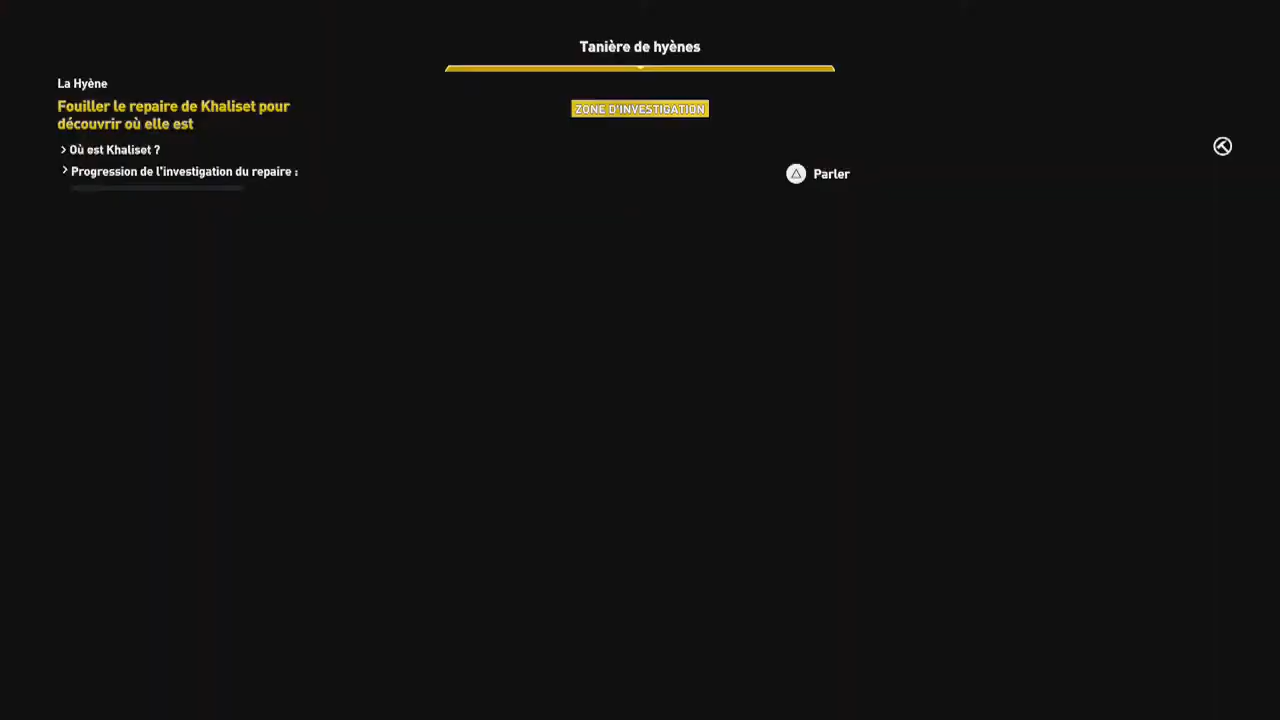 Tanière de hyènes
La Hyène
Fouiller le repaire de Khaliset pour
découvrir où elle est
ZONE D'INVESTIGATION
> Où est Khaliset ?
> Progression de l'investigation du repaire :
Parler